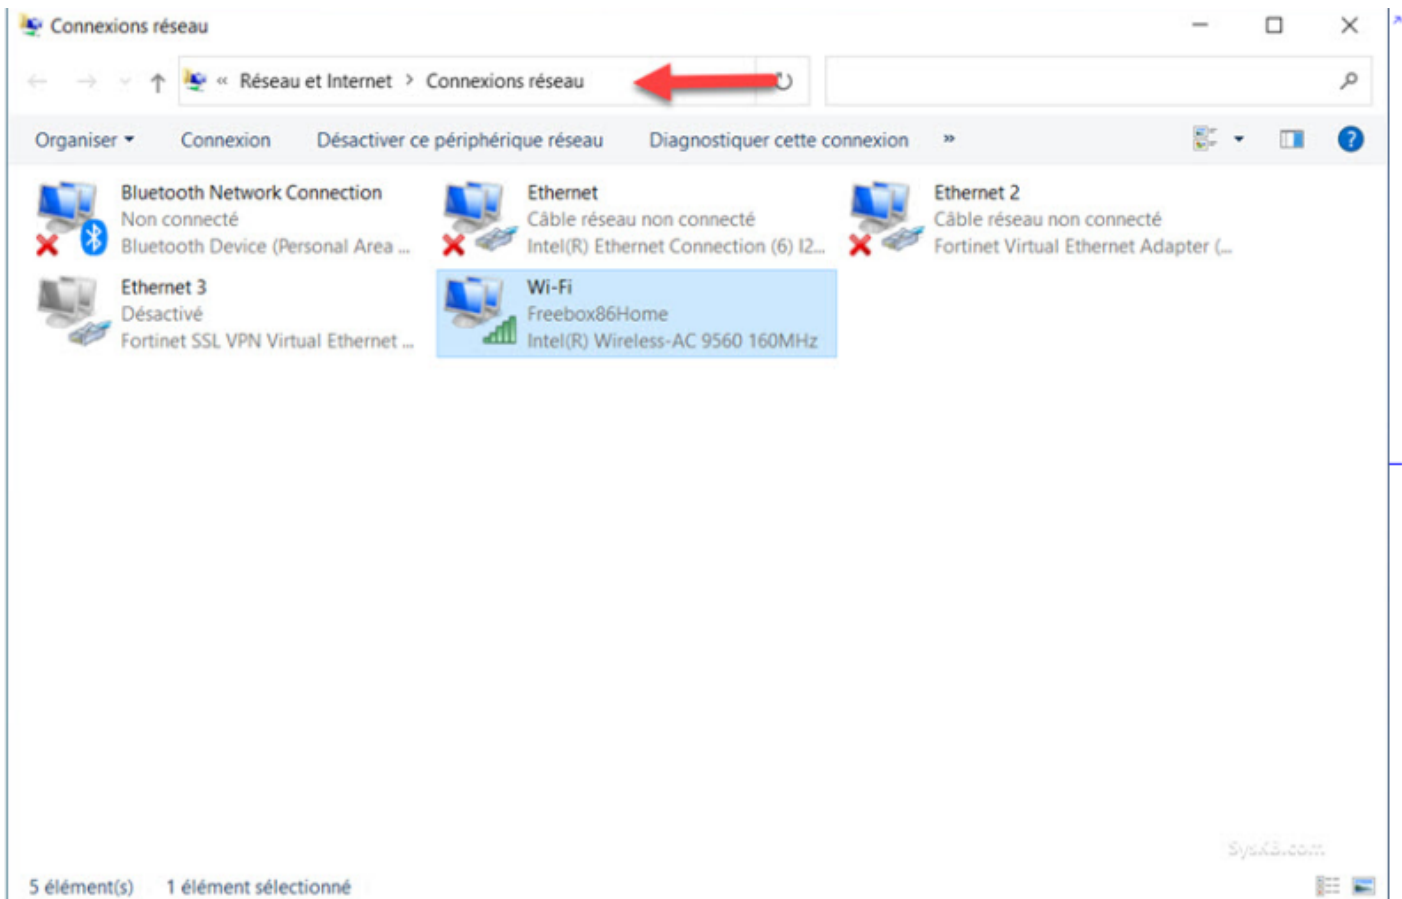 Connexions réseau
« Réseau et Internet > Connexions réseau
Organiser Connexion Désactiver ce périphérique réseau Diagnostiquer cette connexion »
Bluetooth Network Connection
Non connecté
Bluetooth Device (Personal Area ...
Ethernet
Câble réseau non connecté
Intel(R) Ethernet Connection (6) I2...
Ethernet 2
Câble réseau non connecté
Fortinet Virtual Ethernet Adapter (...
Ethernet 3
Désactivé
Fortinet SSL VPN Virtual Ethernet ...
Wi-Fi
Freebox86Home
Intel(R) Wireless-AC 9560 160MHz
SysKB.com
5 élément(s) 1 élément sélectionné